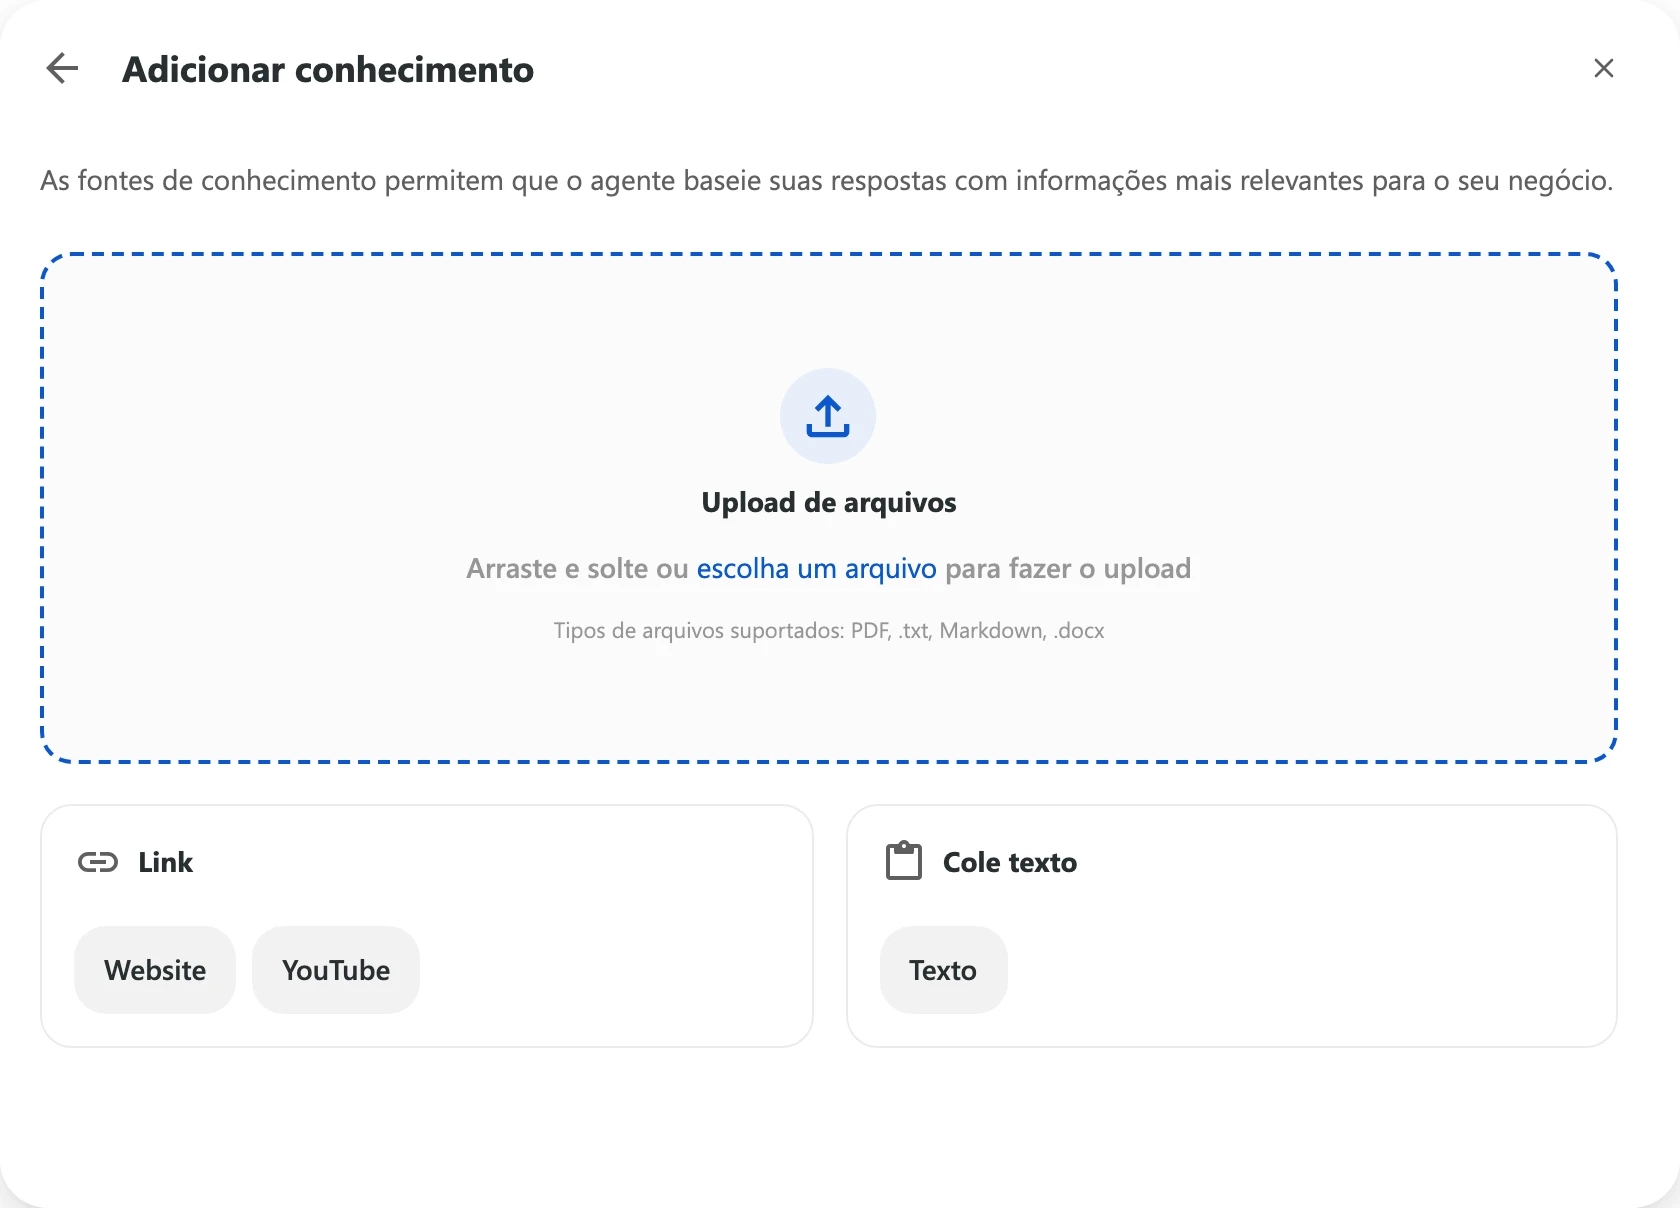 Adicionar conhecimento
As fontes de conhecimento permitem que o agente baseie suas respostas com informações mais relevantes para o seu negócio.
Upload de arquivos
Arraste e solte ou escolha um arquivo para fazer o upload
Tipos de arquivos suportados: PDF, .txt, Markdown, .docx
Link
Website
YouTube
Cole texto
Texto